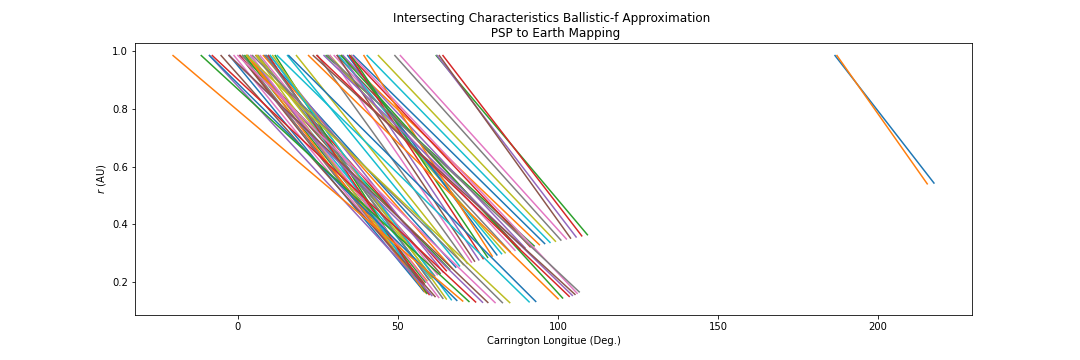 Intersecting Characteristics Ballistic-f Approximation
PSP to Earth Mapping
1.0
0.8
0.6
0.4
0.2
r (AU)
0 50 100 150 200
Carrington Longitue (Deg.)